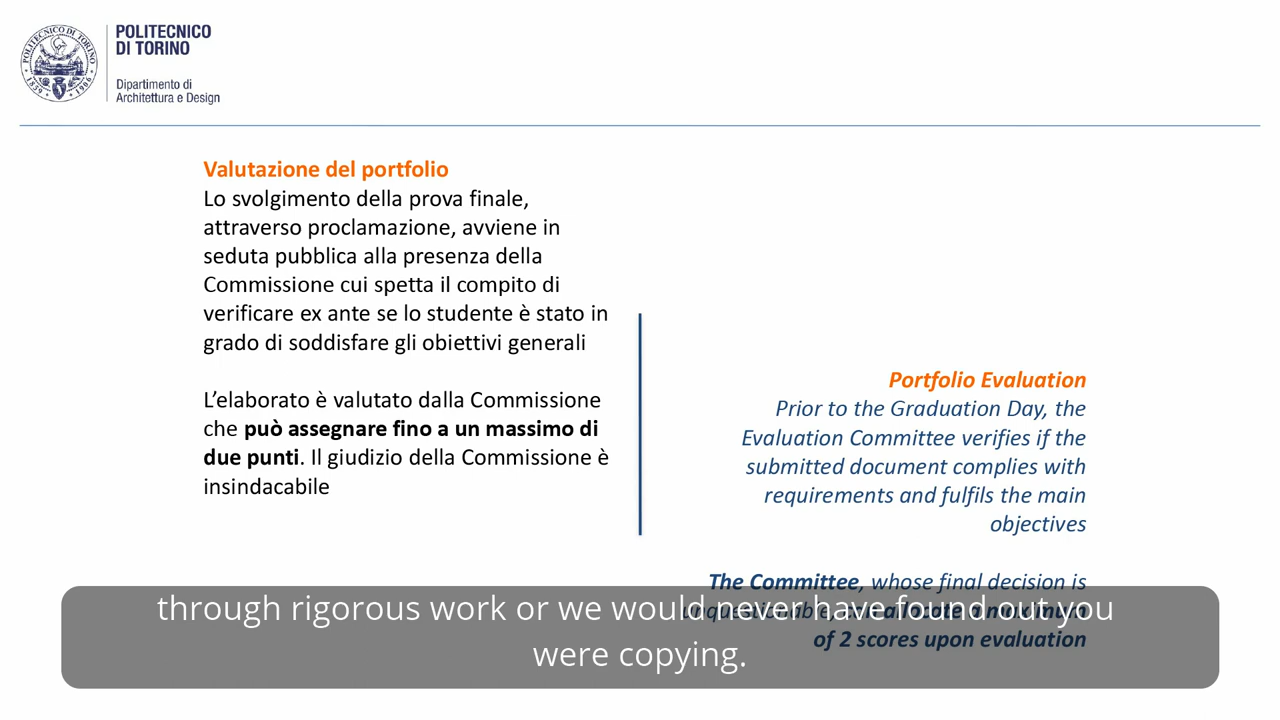 POLITECNICO
DI TORINO
Dipartimento di
Architettura e Design
POLITECNICO DI TORINO
1859 1906
Valutazione del portfolio
Lo svolgimento della prova finale,
attraverso proclamazione, avviene in
seduta pubblica alla presenza della
Commissione cui spetta il compito di
verificare ex ante se lo studente è stato in
grado di soddisfare gli obiettivi generali
L’elaborato è valutato dalla Commissione
che può assegnare fino a un massimo di
due punti. Il giudizio della Commissione è
insindacabile
Portfolio Evaluation
Prior to the Graduation Day, the
Evaluation Committee verifies if the
submitted document complies with
requirements and fulfils the main
objectives
The Committee, whose final decision is
of 2 scores upon evaluation
through rigorous work or we would never have found out you
were copying.